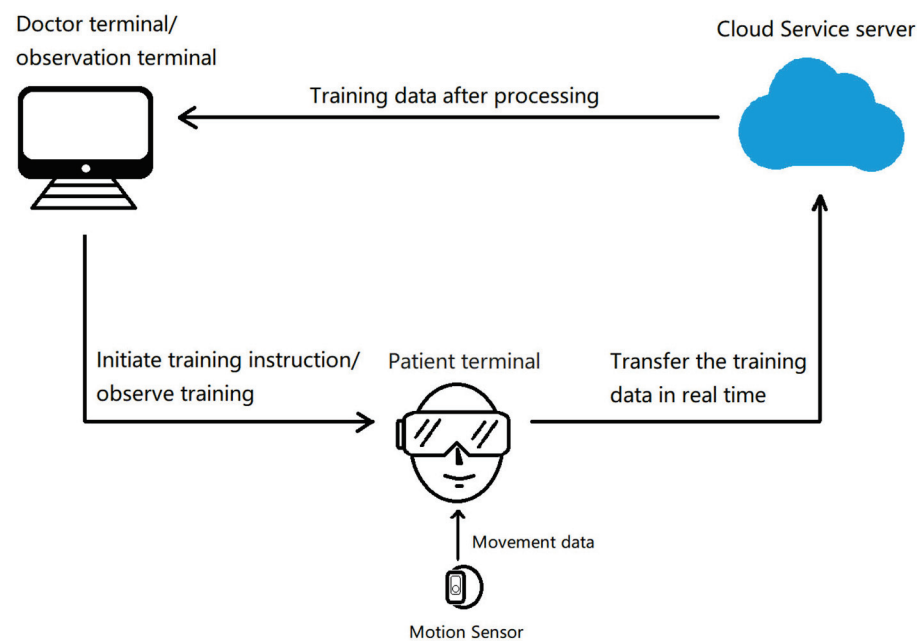 Doctor terminal/
observation terminal
Cloud Service server
Training data after processing
Initiate training instruction/
observe training
Patient terminal
Transfer the training
data in real time
Movement data
Motion Sensor